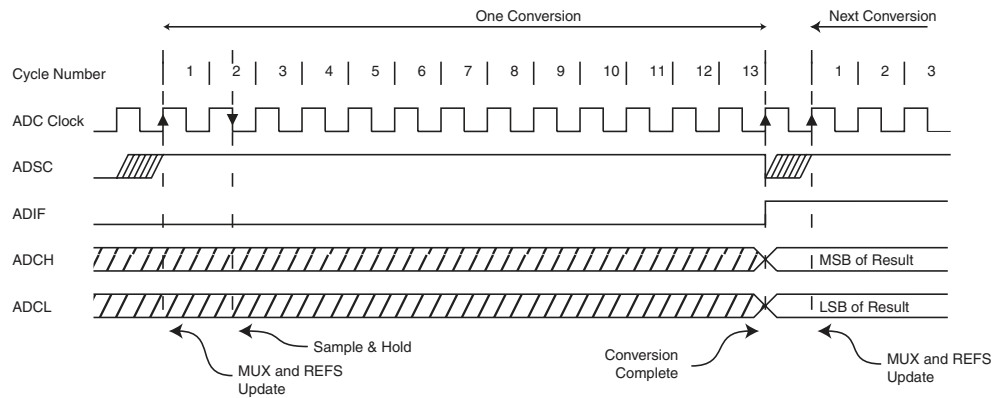 One Conversion
Next Conversion
Cycle Number
1 2 3 4 5 6 7 8 9 10 11 12 13 1 2 3
ADC Clock
ADSC
ADIF
ADCH
MSB of Result
ADCL
LSB of Result
Sample & Hold
MUX and REFS
Update
Conversion
Complete
MUX and REFS
Update